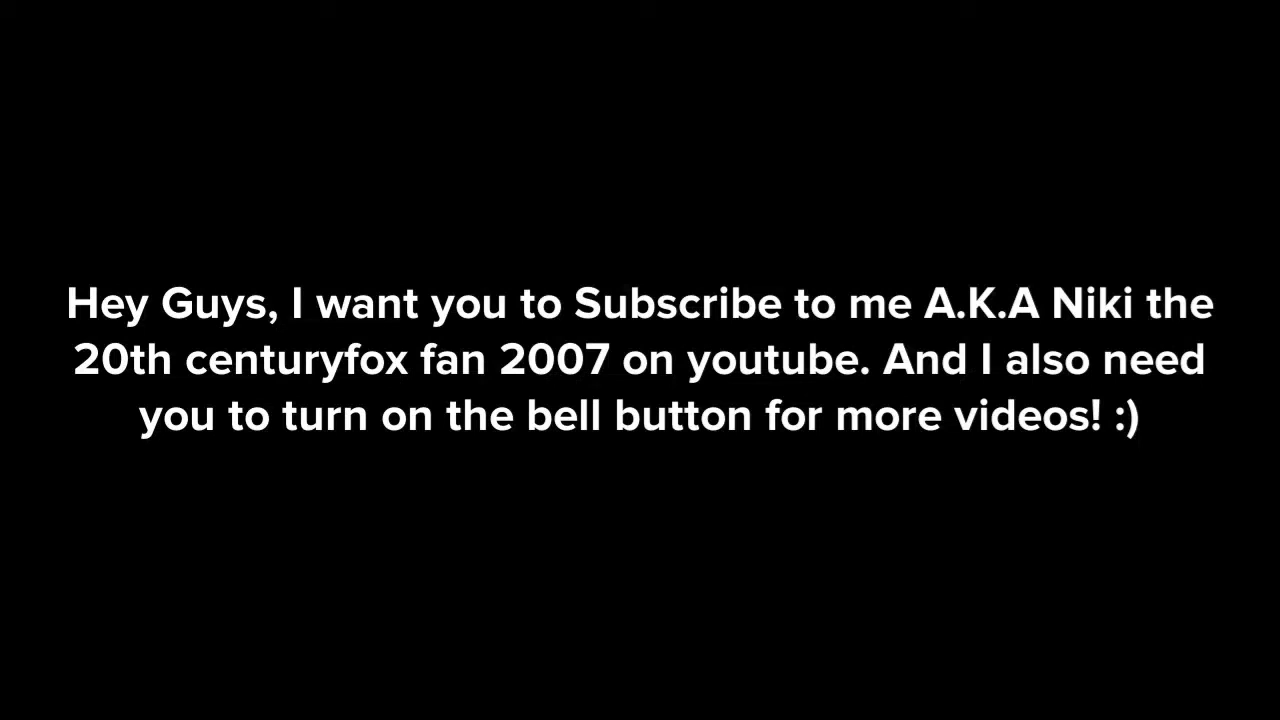 Hey Guys, I want you to Subscribe to me A.K.A Niki the
20th centuryfox fan 2007 on youtube. And I also need
you to turn on the bell button for more videos! :)